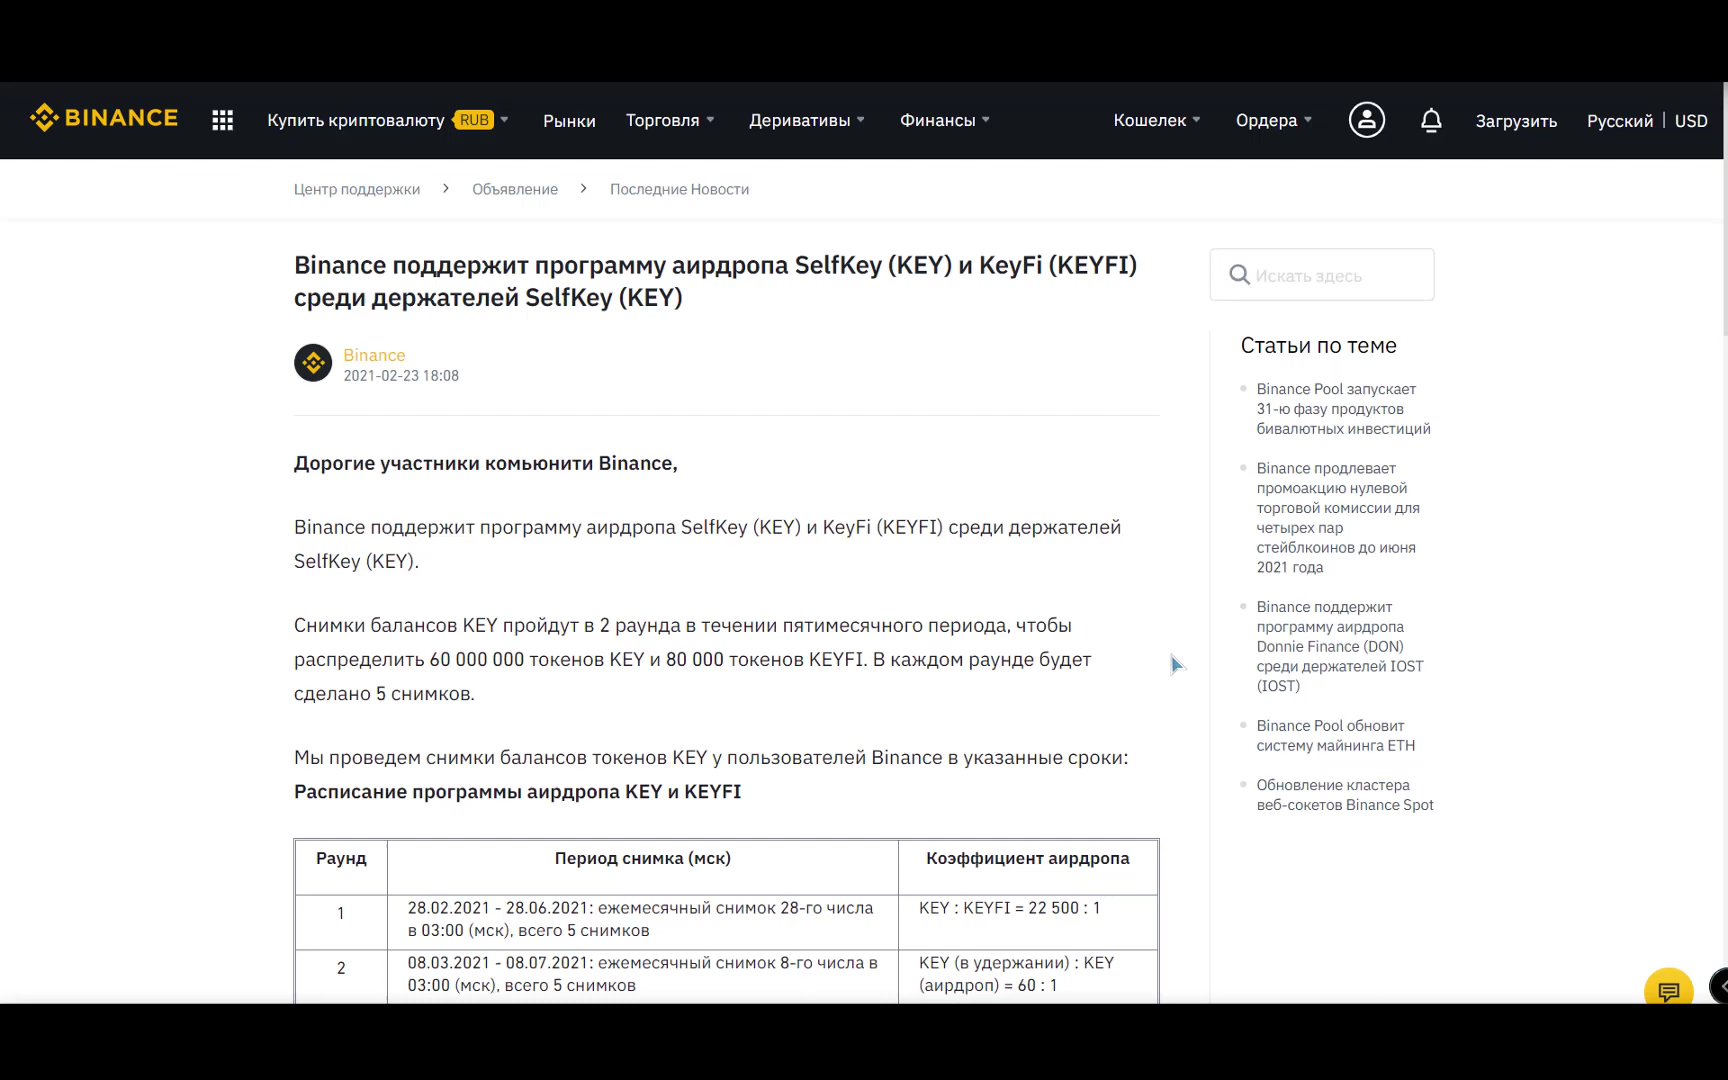 BINANCE
Купить криптовалюту RUB
Рынки
Торговля
Деривативы
Финансы
Кошелек
Ордера
Загрузить
Русский | USD
Центр поддержки > Объявление > Последние Новости
Binance поддержит программу аирдропа SelfKey (KEY) и KeyFi (KEYFI)
среди держателей SelfKey (KEY)
Binance
2021-02-23 18:08
Дорогие участники комьюнити Binance,
Binance поддержит программу аирдропа SelfKey (KEY) и KeyFi (KEYFI) среди держателей
SelfKey (KEY).
Снимки балансов KEY пройдут в 2 раунда в течении пятимесячного периода, чтобы
распределить 60 000 000 токенов KEY и 80 000 токенов KEYFI. В каждом раунде будет
сделано 5 снимков.
Мы проведем снимки балансов токенов KEY у пользователей Binance в указанные сроки:
Расписание программы аирдропа KEY и KEYFI
Раунд
Период снимка (мск)
Коэффициент аирдропа
1
28.02.2021 - 28.06.2021: ежемесячный снимок 28-го числа
в 03:00 (мск), всего 5 снимков
KEY : KEYFI = 22 500 : 1
2
08.03.2021 - 08.07.2021: ежемесячный снимок 8-го числа в
03:00 (мск), всего 5 снимков
KEY (в удержании) : KEY
(аирдроп) = 60 : 1
Искать здесь
Статьи по теме
Binance Pool запускает
31-ю фазу продуктов
бивалютных инвестиций
Binance продлевает
промоакцию нулевой
торговой комиссии для
четырех пар
стейблкоинов до июня
2021 года
Binance поддержит
программу аирдропа
Donnie Finance (DON)
среди держателей IOST
(IOST)
Binance Pool обновит
систему майнинга ETH
Обновление кластера
веб-сокетов Binance Spot